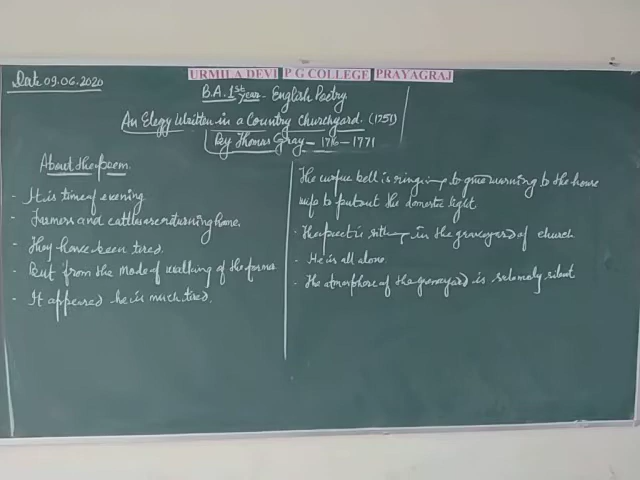 URMILA DEVI P G COLLEGE PRAYAGRAJ
Date 09.06.2020
B.A. 1st year - English Poetry
An Elegy Written in a Country Churchyard. (1751)
By Thomas Gray - 1716 - 1771
About the poem.
- It is time of evening
- Farmers and cattle are returning home.
- They have been tired.
- But from the mode of walking of the farmer
- It appeared he is much tired.
The curfue bell is ringing to give warning to the house
wife to put out the domestic light
- The poet is sitting in the graveyard of church
- He is all alone.
- The atmosphere of the graveyard is silent